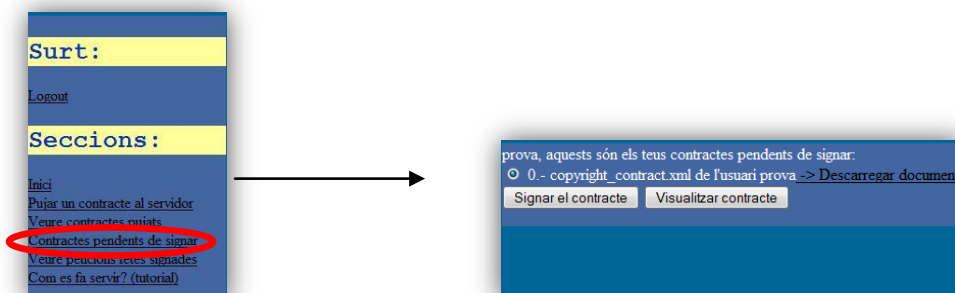 Surt:
Logout
Seccions:
Inici
Pujar un contracte al servidor
Veure contractes pujats
Contractes pendents de signar
Veure peticions fetes signades
Com es fa servir? (tutorial)
prova, aquests són els teus contractes pendents de signar:
0.- copyright_contract.xml de l'usuari prova -> Descarregar documen
Signar el contracte Visualitzar contracte